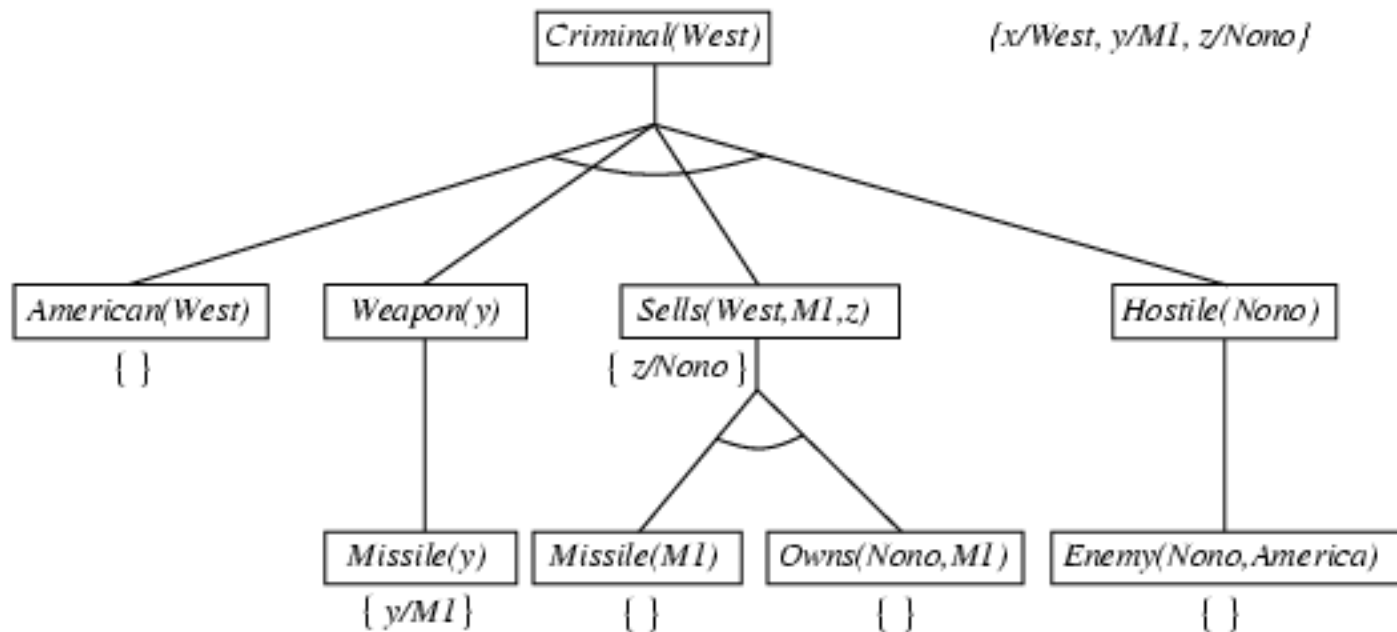 Criminal(West)
{x/West, y/M1, z/Nono}
American(West)
Weapon(y)
Sells(West,M1,z)
Hostile(Nono)
{ }
{ z/Nono }
Missile(y)
Missile(M1)
Owns(Nono,M1)
Enemy(Nono,America)
{ y/M1 }
{ }
{ }
{ }